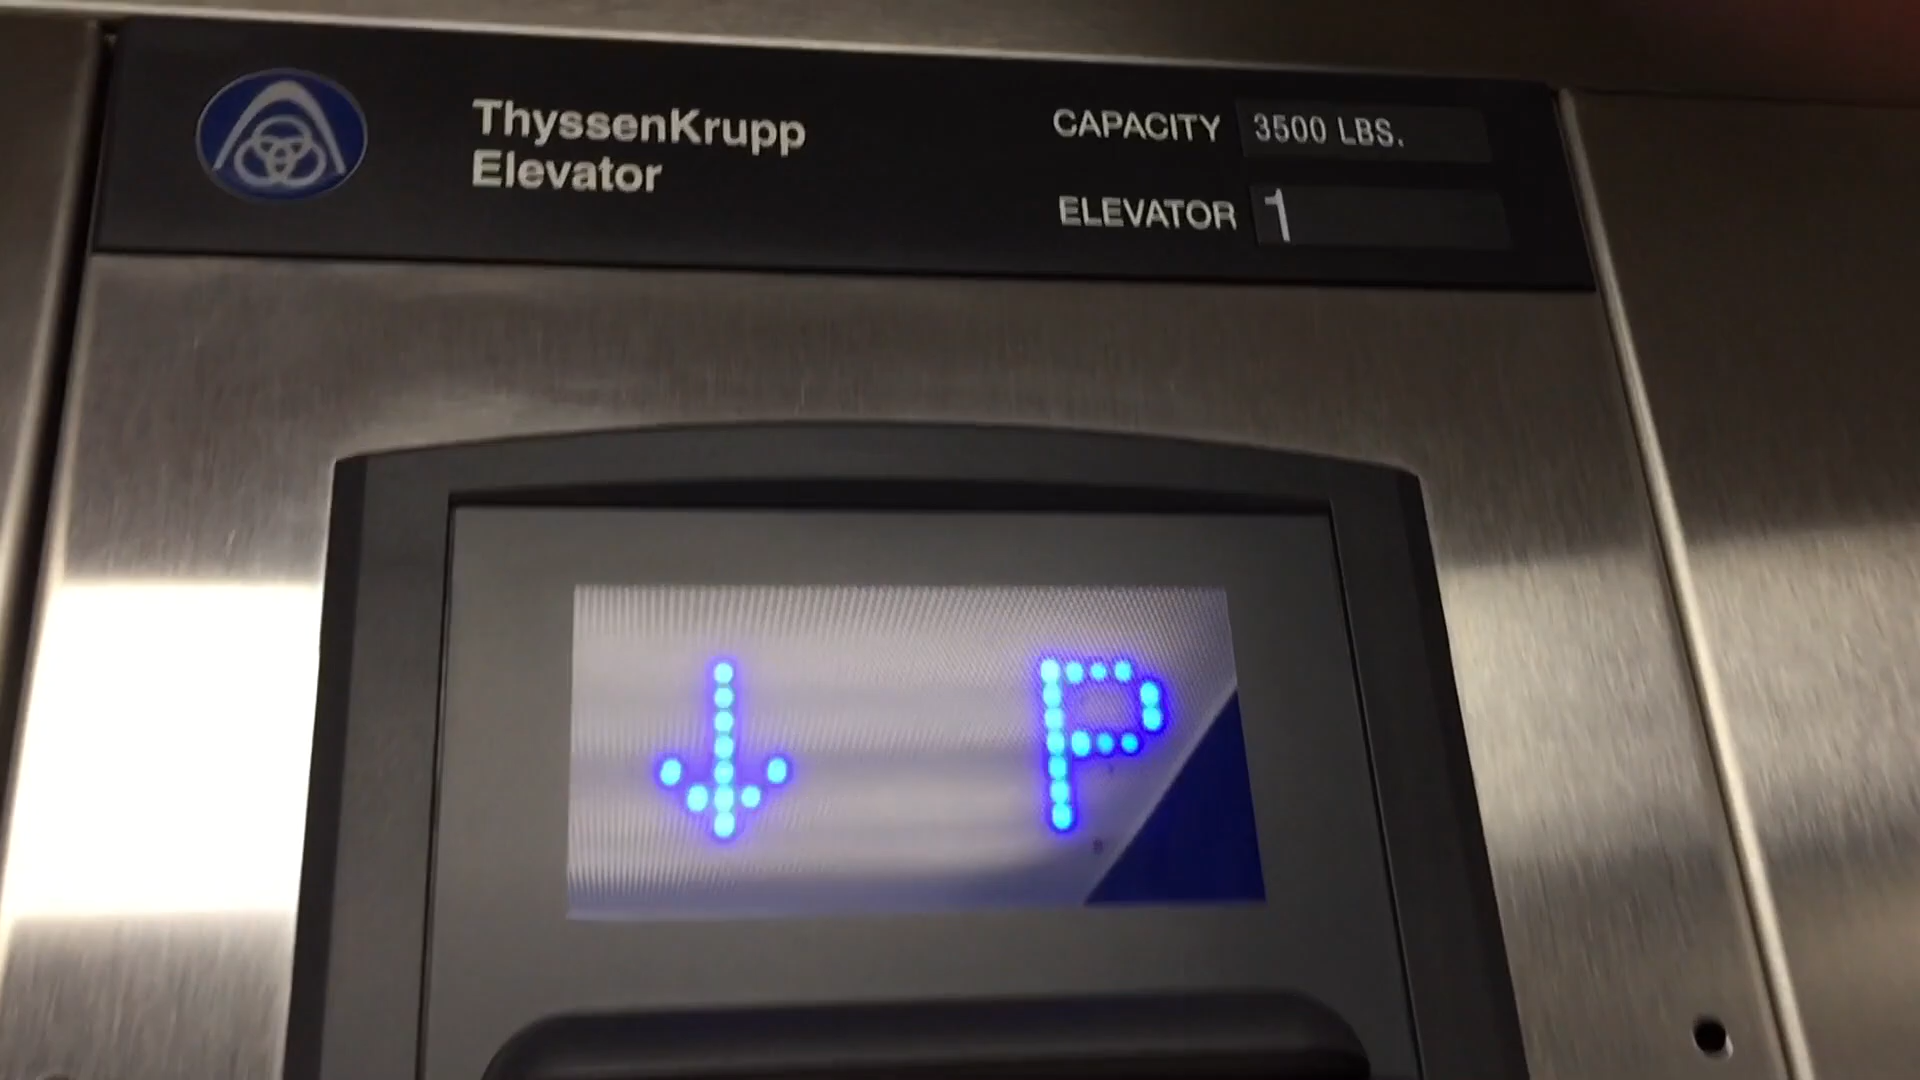 ThyssenKrupp
Elevator
CAPACITY 3500 LBS.
ELEVATOR 1
↓ P